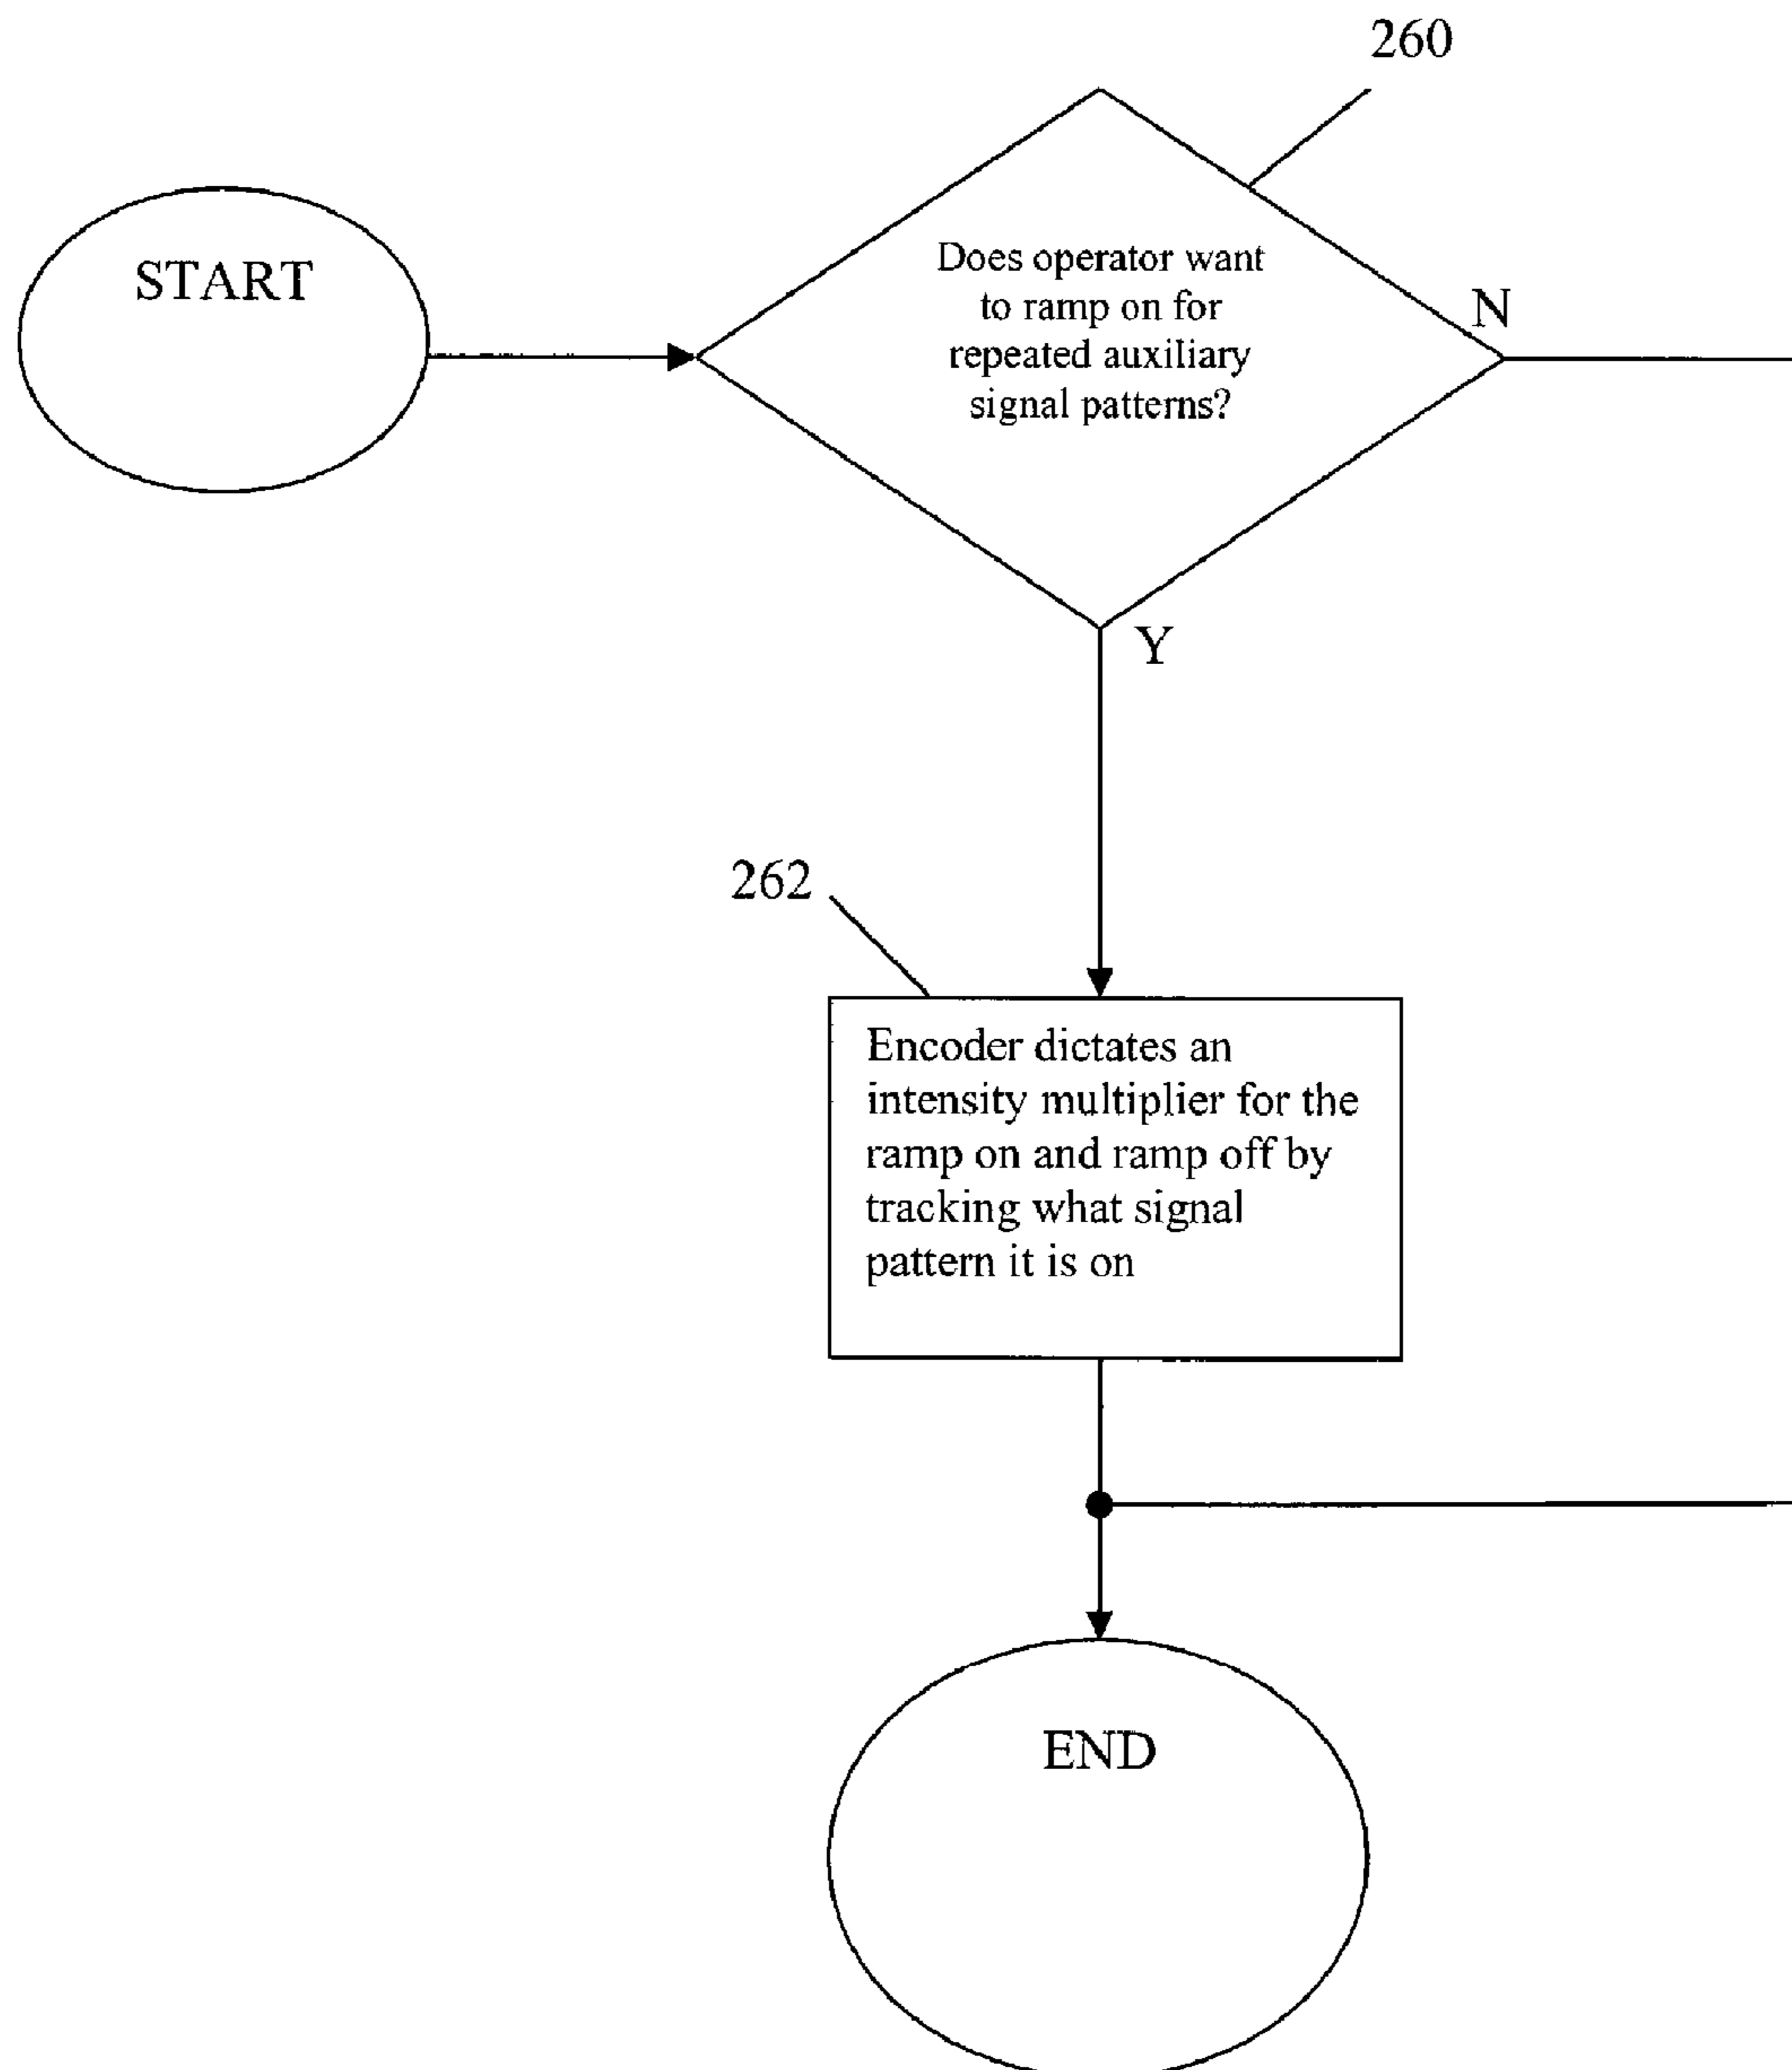 260
START
Does operator want
to ramp on for
repeated auxiliary
signal patterns?
N
Y
262
Encoder dictates an
intensity multiplier for the
ramp on and ramp off by
tracking what signal
pattern it is on
END